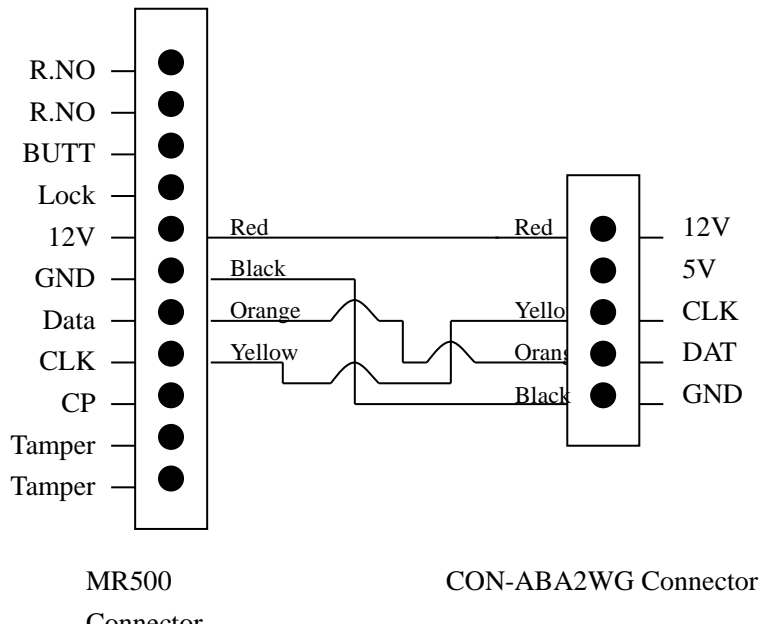 R.NO
R.NO
BUTT
Lock
12V Red Red 12V
GND Black 5V
Data Orange Yello CLK
CLK Yellow Oran DAT
CP Black GND
Tamper
Tamper
MR500 CON-ABA2WG Connector
Connector